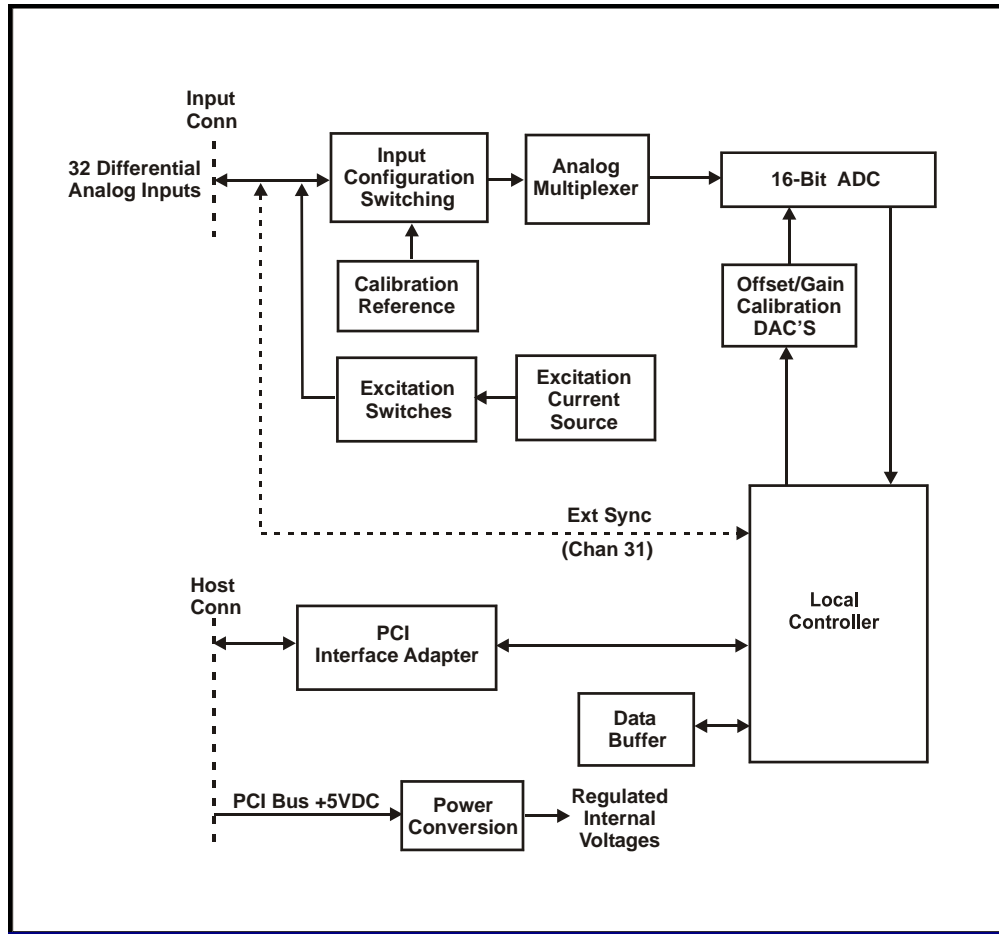 Input
Conn
32 Differential
Analog Inputs
Input
Configuration
Switching
Analog
Multiplexer
16-Bit ADC
Calibration
Reference
Offset/Gain
Calibration
DAC'S
Excitation
Switches
Excitation
Current
Source
Ext Sync
(Chan 31)
Host
Conn
PCI
Interface Adapter
Local
Controller
Data
Buffer
PCI Bus +5VDC
Power
Conversion
Regulated
Internal
Voltages